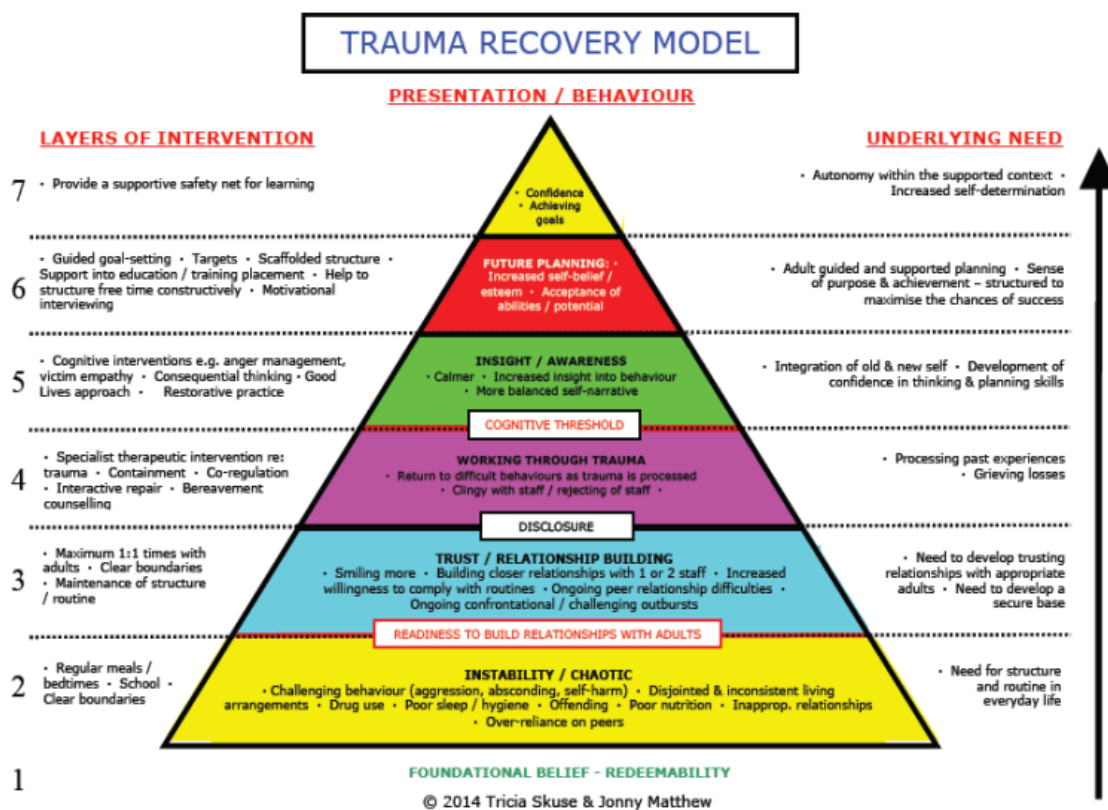 TRAUMA RECOVERY MODEL
PRESENTATION / BEHAVIOUR
LAYERS OF INTERVENTION
UNDERLYING NEED
7
· Provide a supportive safety net for learning
· Confidence
· Achieving
goals
· Autonomy within the supported context ·
Increased self-determination
6
· Guided goal-setting · Targets · Scaffolded structure ·
Support into education / training placement · Help to
structure free time constructively · Motivational
interviewing
FUTURE PLANNING: ·
Increased self-belief /
esteem · Acceptance of
abilities / potential
· Adult guided and supported planning · Sense
of purpose & achievement – structured to
maximise the chances of success
5
· Cognitive interventions e.g. anger management,
victim empathy · Consequential thinking · Good
Lives approach · Restorative practice
INSIGHT / AWARENESS
· Calmer · Increased insight into behaviour
· More balanced self-narrative
· Integration of old & new self · Development of
confidence in thinking & planning skills
COGNITIVE THRESHOLD
4
· Specialist therapeutic intervention re:
trauma · Containment · Co-regulation
· Interactive repair · Bereavement
counselling
WORKING THROUGH TRAUMA
· Return to difficult behaviours as trauma is processed
· Clingy with staff / rejecting of staff ·
· Processing past experiences
· Grieving losses
DISCLOSURE
3
· Maximum 1:1 times with
adults · Clear boundaries
· Maintenance of structure
/ routine
TRUST / RELATIONSHIP BUILDING
· Smiling more · Building closer relationships with 1 or 2 staff · Increased
willingness to comply with routines · Ongoing peer relationship difficulties ·
Ongoing confrontational / challenging outbursts
· Need to develop trusting
relationships with appropriate
adults · Need to develop a
secure base
READINESS TO BUILD RELATIONSHIPS WITH ADULTS
2
· Regular meals /
bedtimes · School ·
Clear boundaries
INSTABILITY / CHAOTIC
· Challenging behaviour (aggression, absconding, self-harm) · Disjointed & inconsistent living
arrangements · Drug use · Poor sleep / hygiene · Offending · Poor nutrition · Inapprop. relationships
· Over-reliance on peers
· Need for structure
and routine in
everyday life
1
FOUNDATIONAL BELIEF - REDEEMABILITY
© 2014 Tricia Skuse & Jonny Matthew